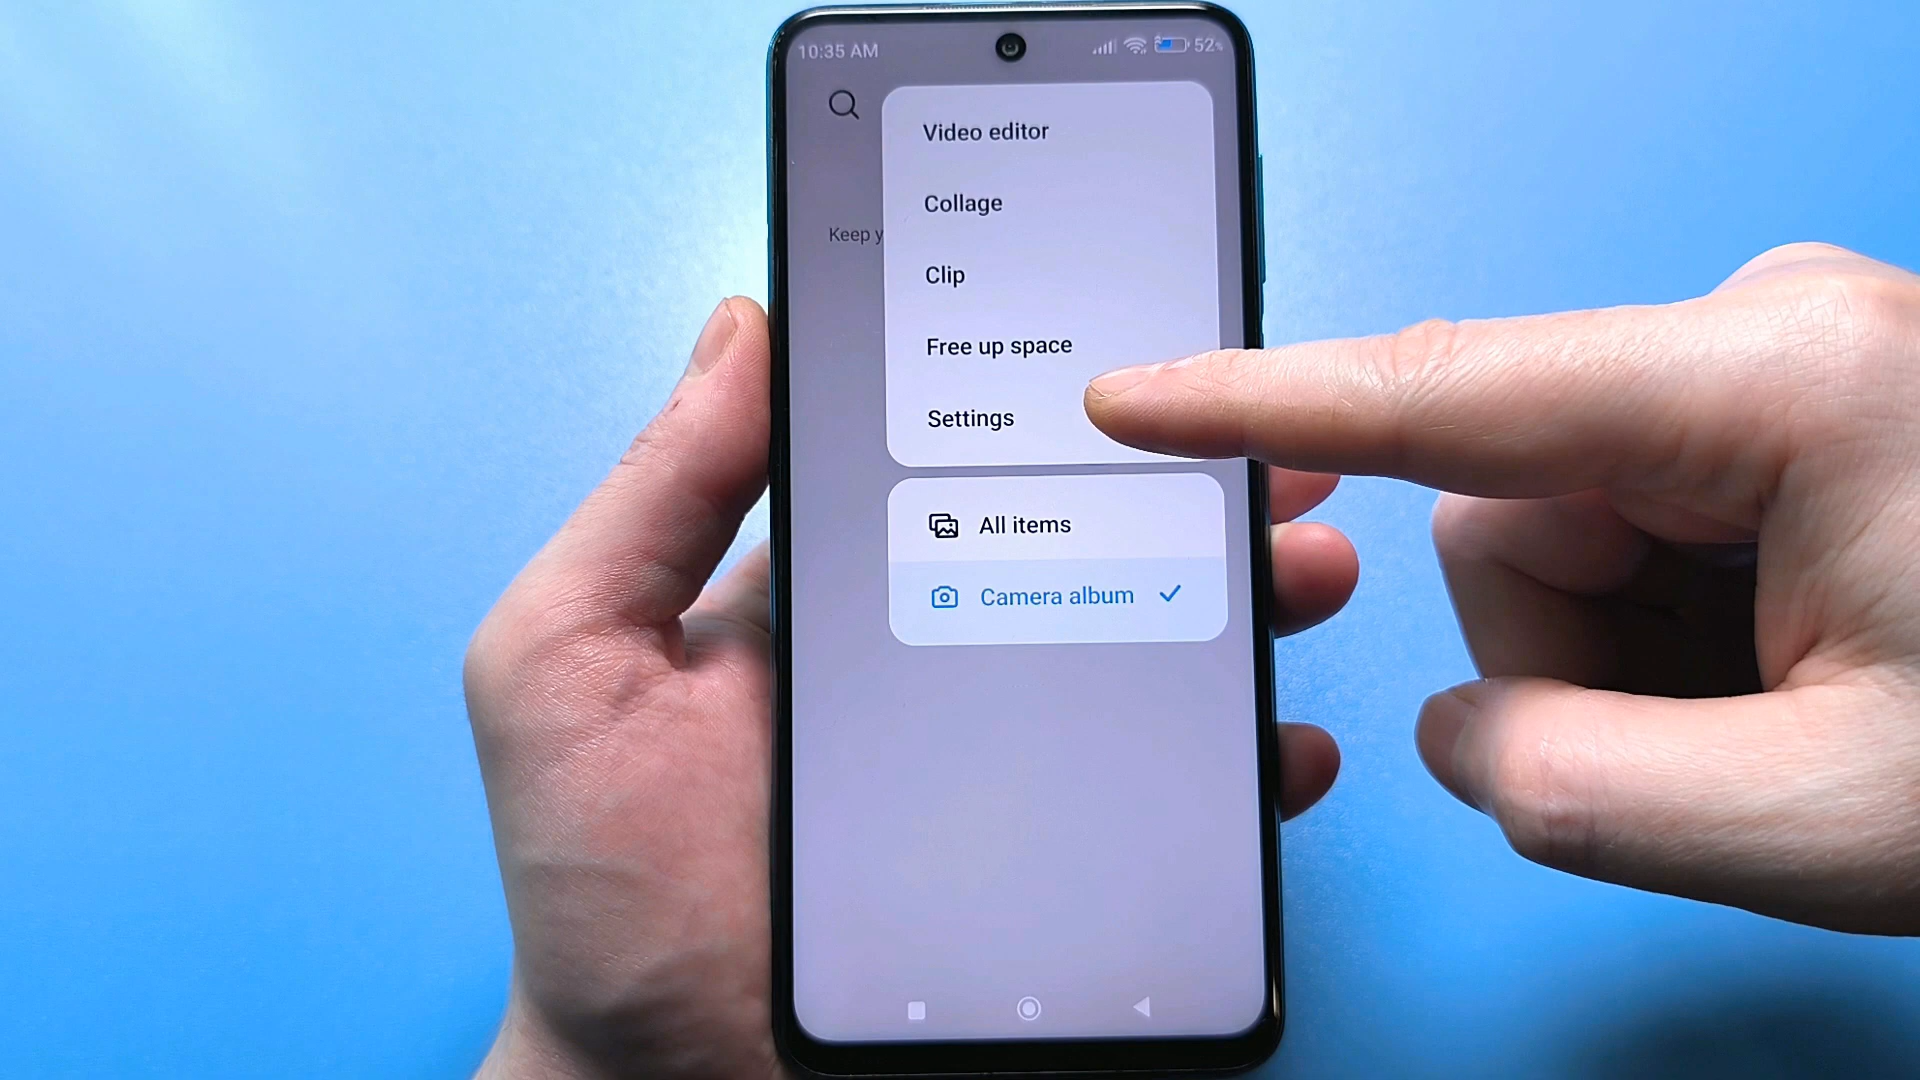 10:35 AM
52%
Video editor
Collage
Keep y
Clip
Free up space
Settings
All items
Camera album